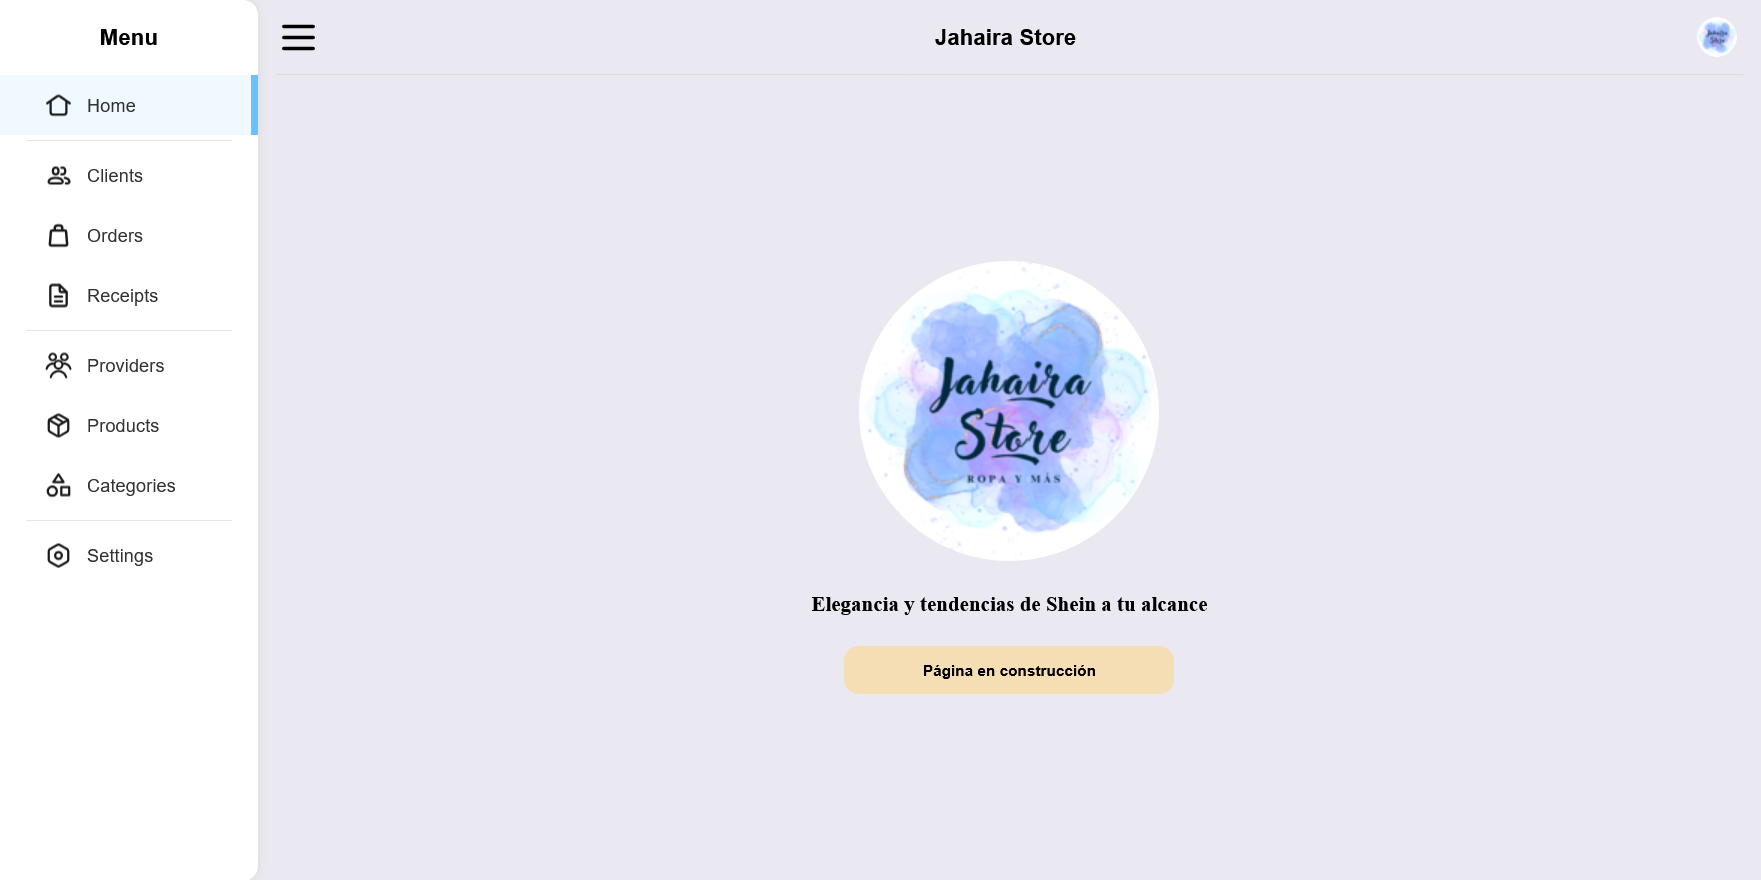 Menu
Jahaira Store
Home
Clients
Orders
Receipts
Providers
Products
Categories
Settings
Jahaira
Store
ROPA Y MÁS
Elegancia y tendencias de Shein a tu alcance
Página en construcción